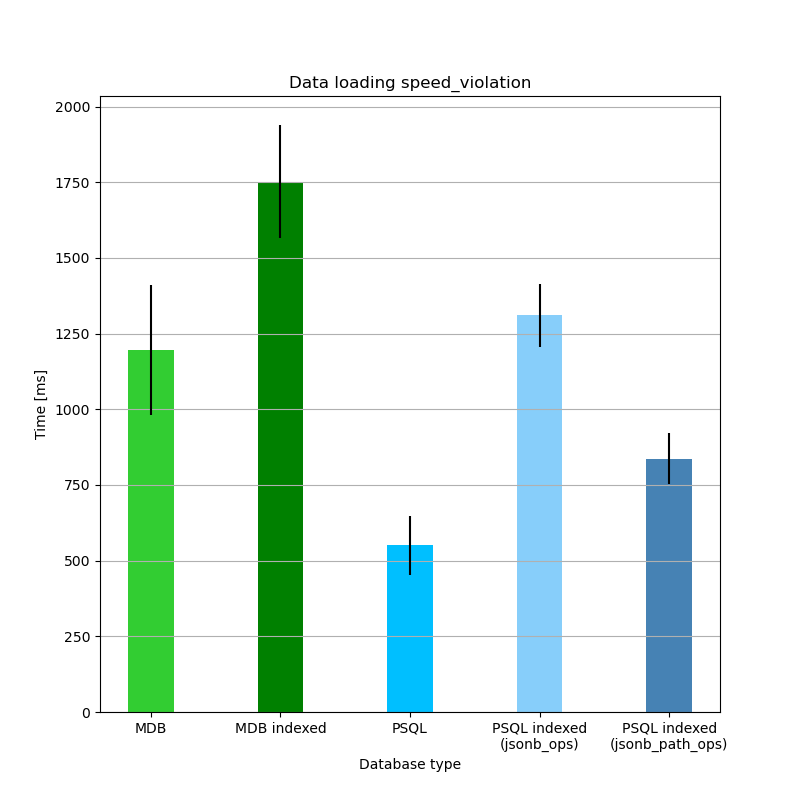 Data loading speed_violation
2000
1750
1500
1250
1000
750
500
250
0
Time [ms]
MDB
MDB indexed
PSQL
PSQL indexed
(jsonb_ops)
PSQL indexed
(jsonb_path_ops)
Database type